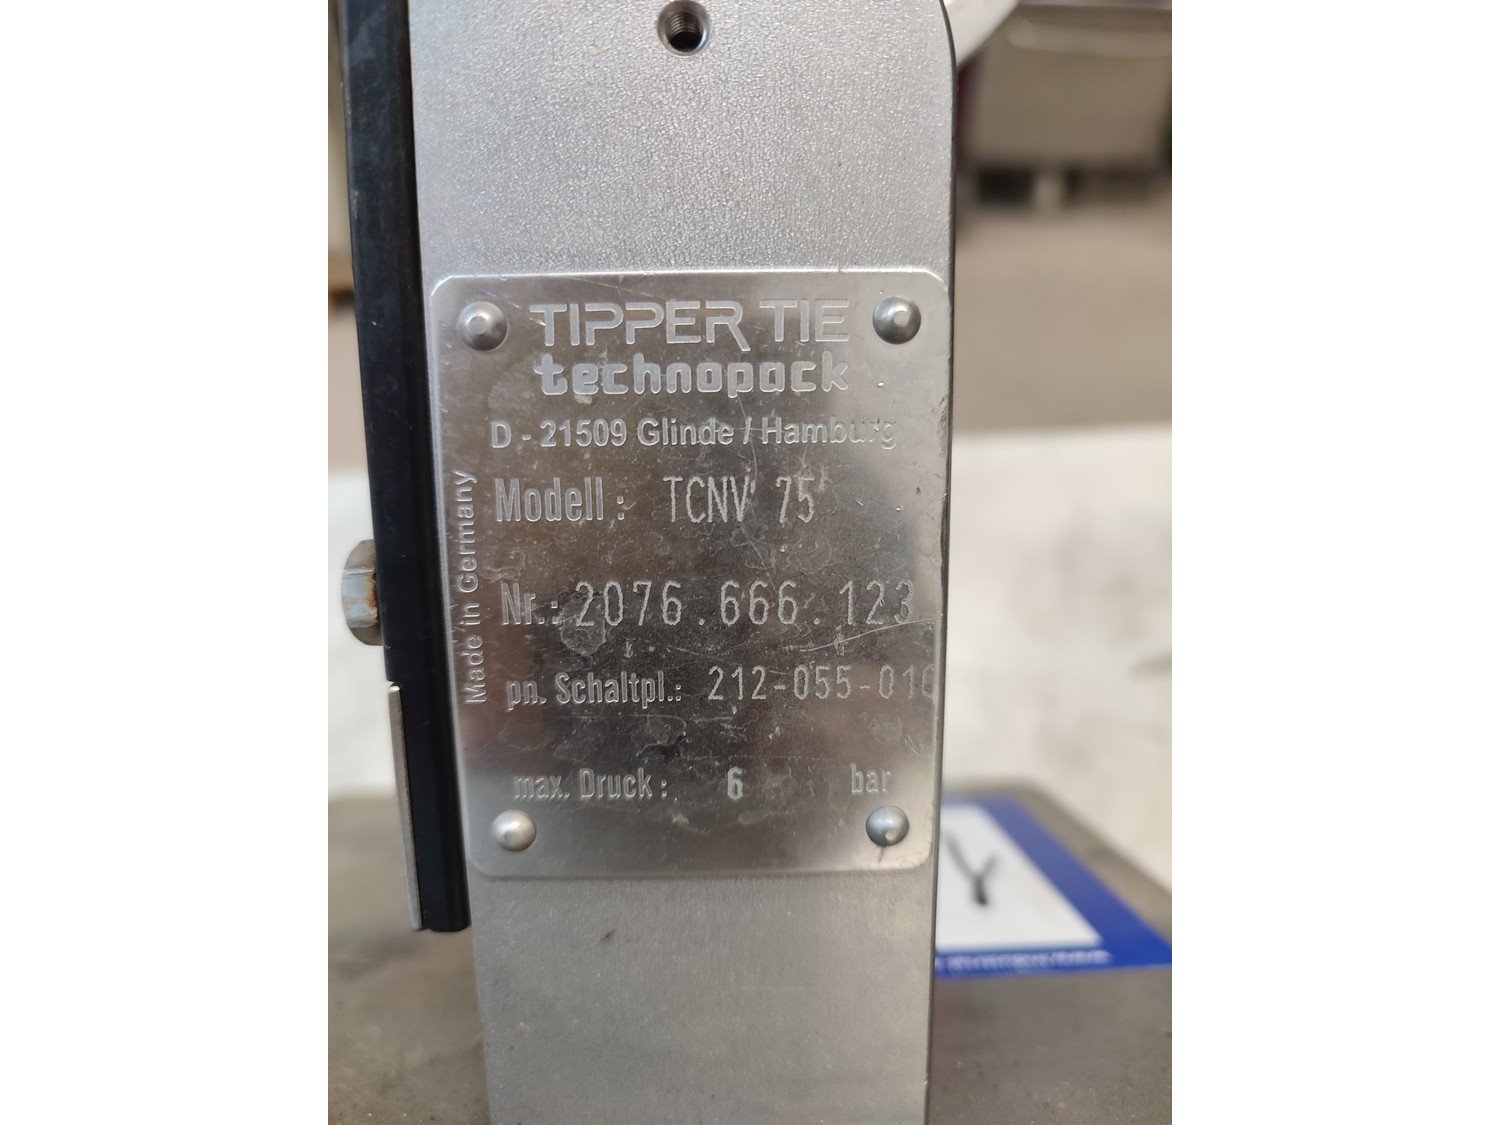 TIPPER TIE
technopack
D - 21509 Glinde / Hamburg
Modell: TCNV 75
Nr.: 2076.666.123
pn. Schaltpl.: 212-055-010
max. Druck: 6 bar
Made in Germany